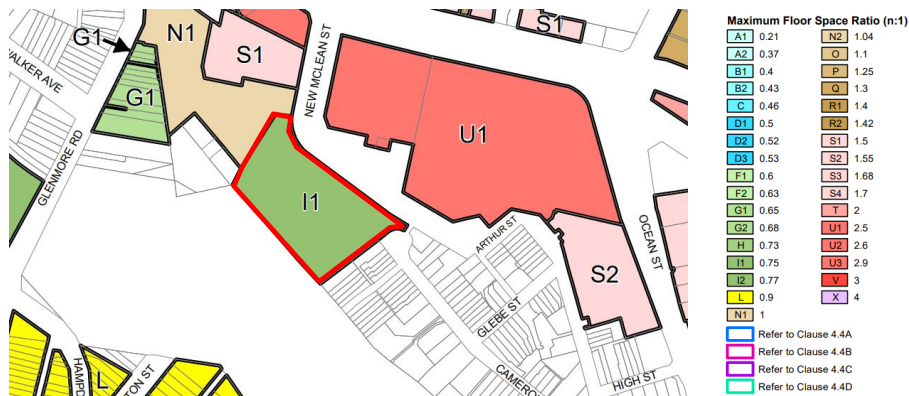 G1
N1
S1
S1
WALKER AVE
G1
NEW MCLEAN ST
U1
GLENMORE RD
I1
ARTHUR ST
OCEAN ST
S2
GLEBE ST
L
HAMPD
TON ST
CAMERO
HIGH ST
Maximum Floor Space Ratio (n:1)
A1 0.21
A2 0.37
B1 0.4
B2 0.43
C 0.46
D1 0.5
D2 0.52
D3 0.53
F1 0.6
F2 0.63
G1 0.65
G2 0.68
H 0.73
I1 0.75
I2 0.77
L 0.9
N1 1
N2 1.04
O 1.1
P 1.25
Q 1.3
R1 1.4
R2 1.42
S1 1.5
S2 1.55
S3 1.68
S4 1.7
T 2
U1 2.5
U2 2.6
U3 2.9
V 3
X 4
Refer to Clause 4.4A
Refer to Clause 4.4B
Refer to Clause 4.4C
Refer to Clause 4.4D